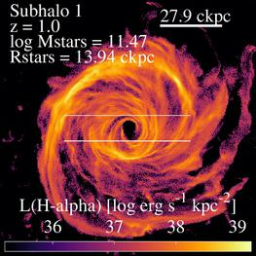 Subhalo 1
27.9 ckpc
z = 1.0
log Mstars = 11.47
Rstars = 13.94 ckpc
L(H-alpha) [log erg s⁻¹ kpc⁻²]
36 37 38 39